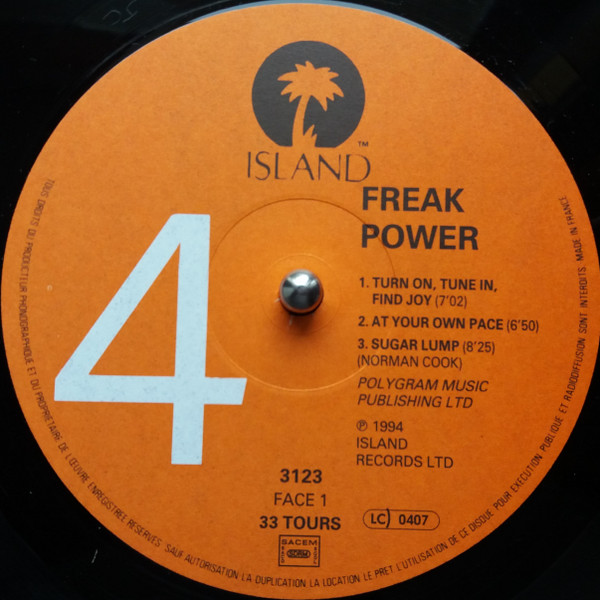 ISLAND™
FREAK
POWER
4
1. TURN ON, TUNE IN,
FIND JOY (7'02)
2. AT YOUR OWN PACE (6'50)
3. SUGAR LUMP (8'25)
(NORMAN COOK)
POLYGRAM MUSIC
PUBLISHING LTD
℗ 1994
ISLAND
RECORDS LTD
3123
FACE 1
33 TOURS
LC 0407
SACEM
SDRM
TOUS DROITS DU PRODUCTEUR PHONOGRAPHIQUE ET DU PROPRIETAIRE DE L'ŒUVRE ENREGISTREE RESERVES. SAUF AUTORISATION LA DUPLICATION LA LOCATION LE PRET L'UTILISATION DE CE DISQUE POUR EXECUTION PUBLIQUE ET RADIODIFFUSION SONT INTERDITS. MADE IN FRANCE